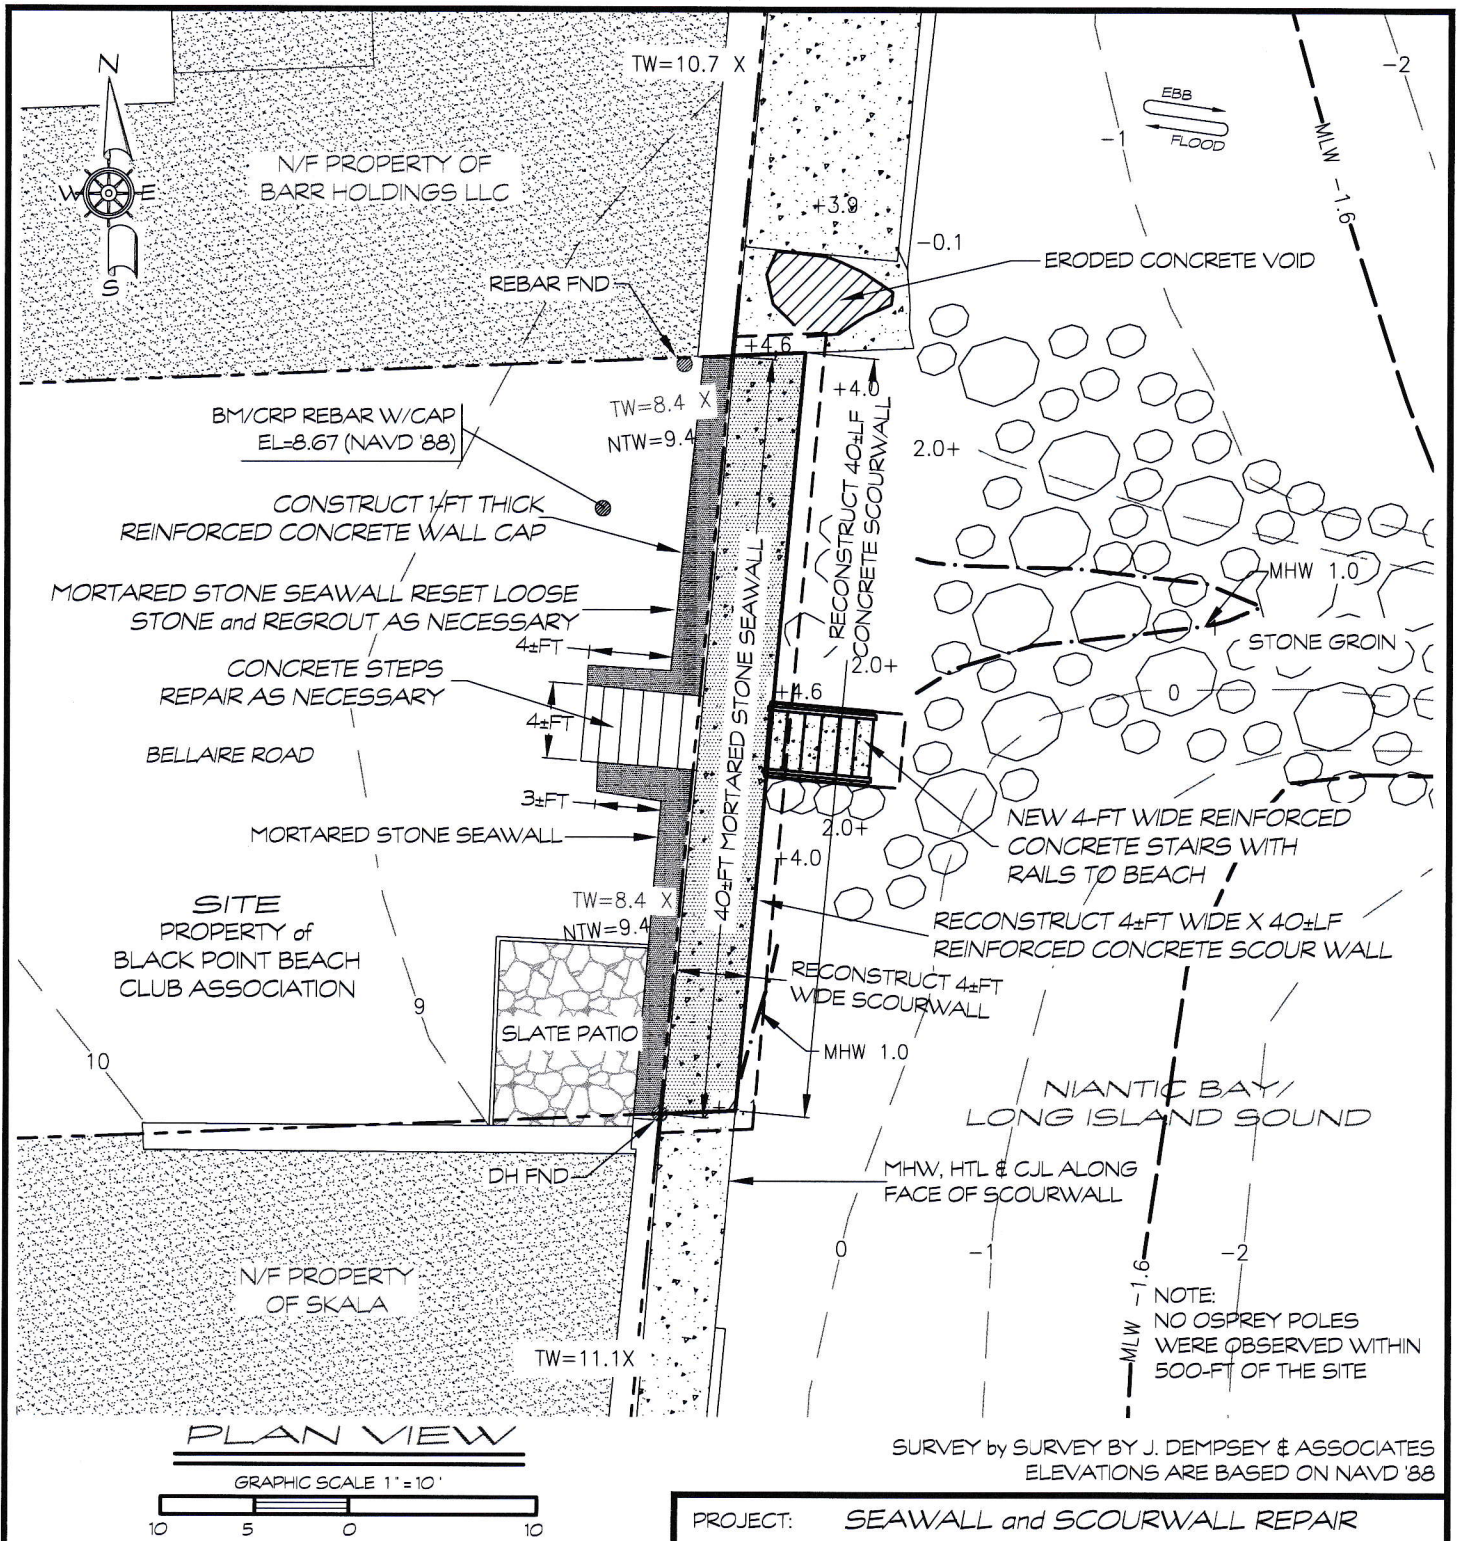 TW=10.7 X
-2
N
EBB
FLOOD
-1
MLW -1.6
N/F PROPERTY OF
BARR HOLDINGS LLC
W
E
S
+3.9
-0.1
ERODED CONCRETE VOID
REBAR FND
+4.6
+4.0
TW=8.4 X
NTW=9.4
BM/CRP REBAR W/CAP
EL=8.67 (NAVD '88)
RECONSTRUCT 40±LF
CONCRETE SCOURWALL
2.0+
CONSTRUCT 1-FT THICK
REINFORCED CONCRETE WALL CAP
MHW 1.0
MORTARED STONE SEAWALL RESET LOOSE
STONE and REGROUT AS NECESSARY
40±FT MORTARED STONE SEAWALL
STONE GROIN
4±FT
CONCRETE STEPS
REPAIR AS NECESSARY
2.0+
+4.6
0
4±FT
BELLAIRE ROAD
3±FT
NEW 4-FT WIDE REINFORCED
CONCRETE STAIRS WITH
RAILS TO BEACH
2.0+
MORTARED STONE SEAWALL
+4.0
TW=8.4 X
NTW=9.4
SITE
PROPERTY of
BLACK POINT BEACH
CLUB ASSOCIATION
RECONSTRUCT 4±FT WIDE X 40±LF
REINFORCED CONCRETE SCOUR WALL
RECONSTRUCT 4±FT
WIDE SCOURWALL
9
SLATE PATIO
10
MHW 1.0
NIANTIC BAY/
LONG ISLAND SOUND
DH FND
MHW, HTL & CJL ALONG
FACE OF SCOURWALL
0
-1
-2
MLW -1.6
N/F PROPERTY
OF SKALA
NOTE:
NO OSPREY POLES
WERE OBSERVED WITHIN
500-FT OF THE SITE
TW=11.1X
PLAN VIEW
GRAPHIC SCALE 1"=10'
10 5 0 10
SURVEY by SURVEY BY J. DEMPSEY & ASSOCIATES
ELEVATIONS ARE BASED ON NAVD '88
PROJECT: SEAWALL and SCOURWALL REPAIR